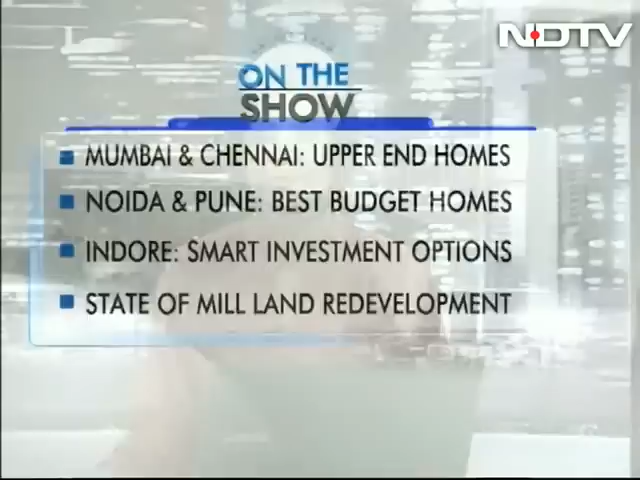 NDTV
ON THE
SHOW
MUMBAI & CHENNAI: UPPER END HOMES
NOIDA & PUNE: BEST BUDGET HOMES
INDORE: SMART INVESTMENT OPTIONS
STATE OF MILL LAND REDEVELOPMENT